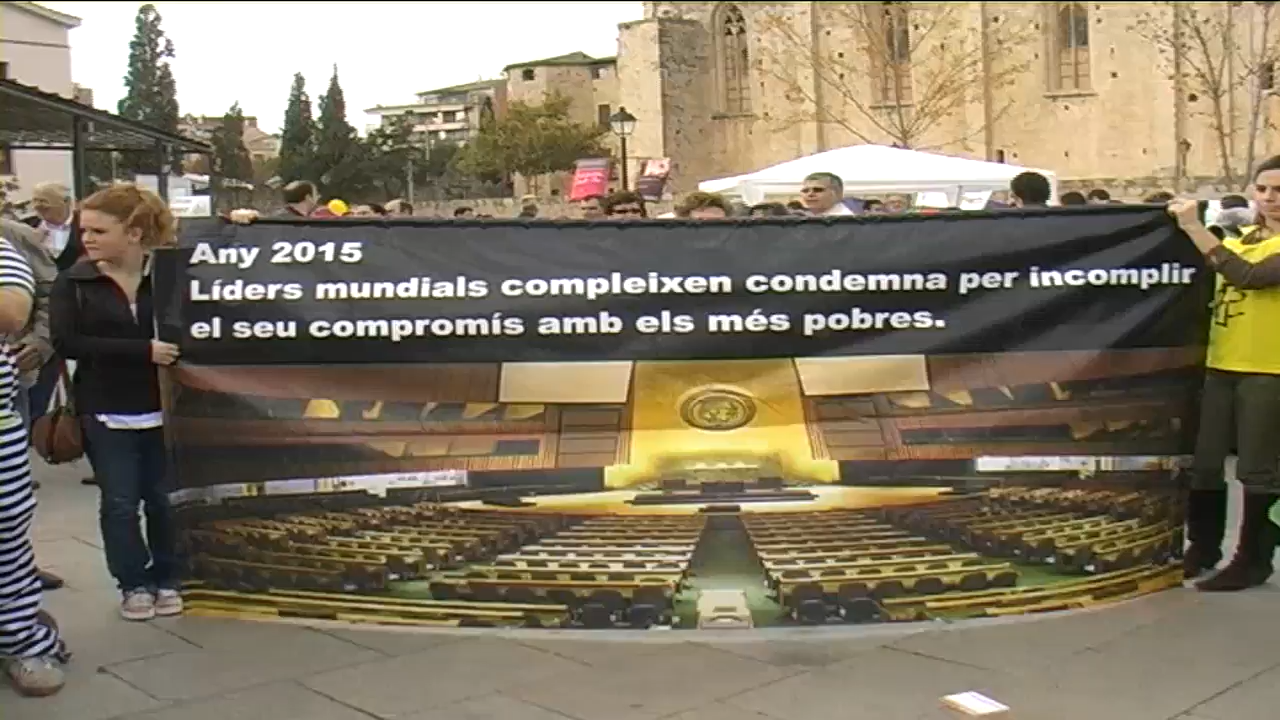 Any 2015
Líders mundials compleixen condemna per incomplir
el seu compromís amb els més pobres.